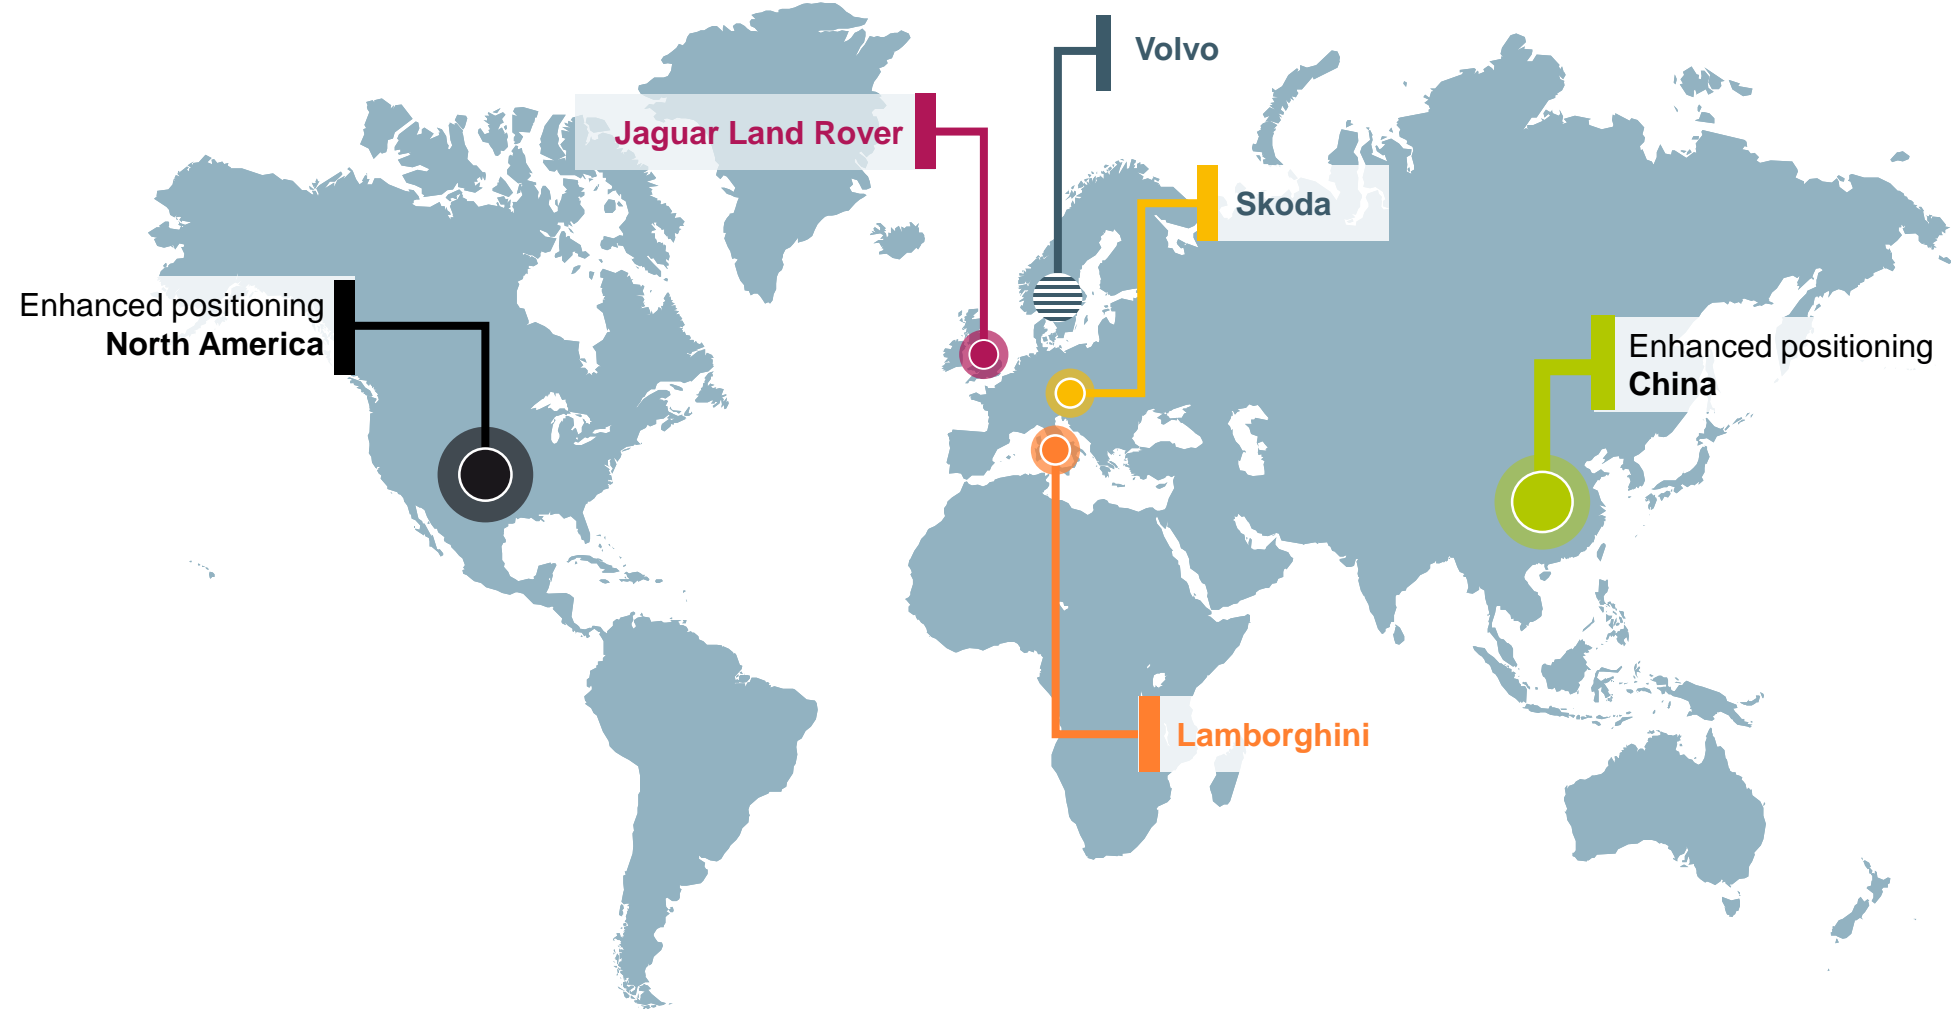 Volvo
Jaguar Land Rover
Skoda
Enhanced positioning
North America
Enhanced positioning
China
Lamborghini